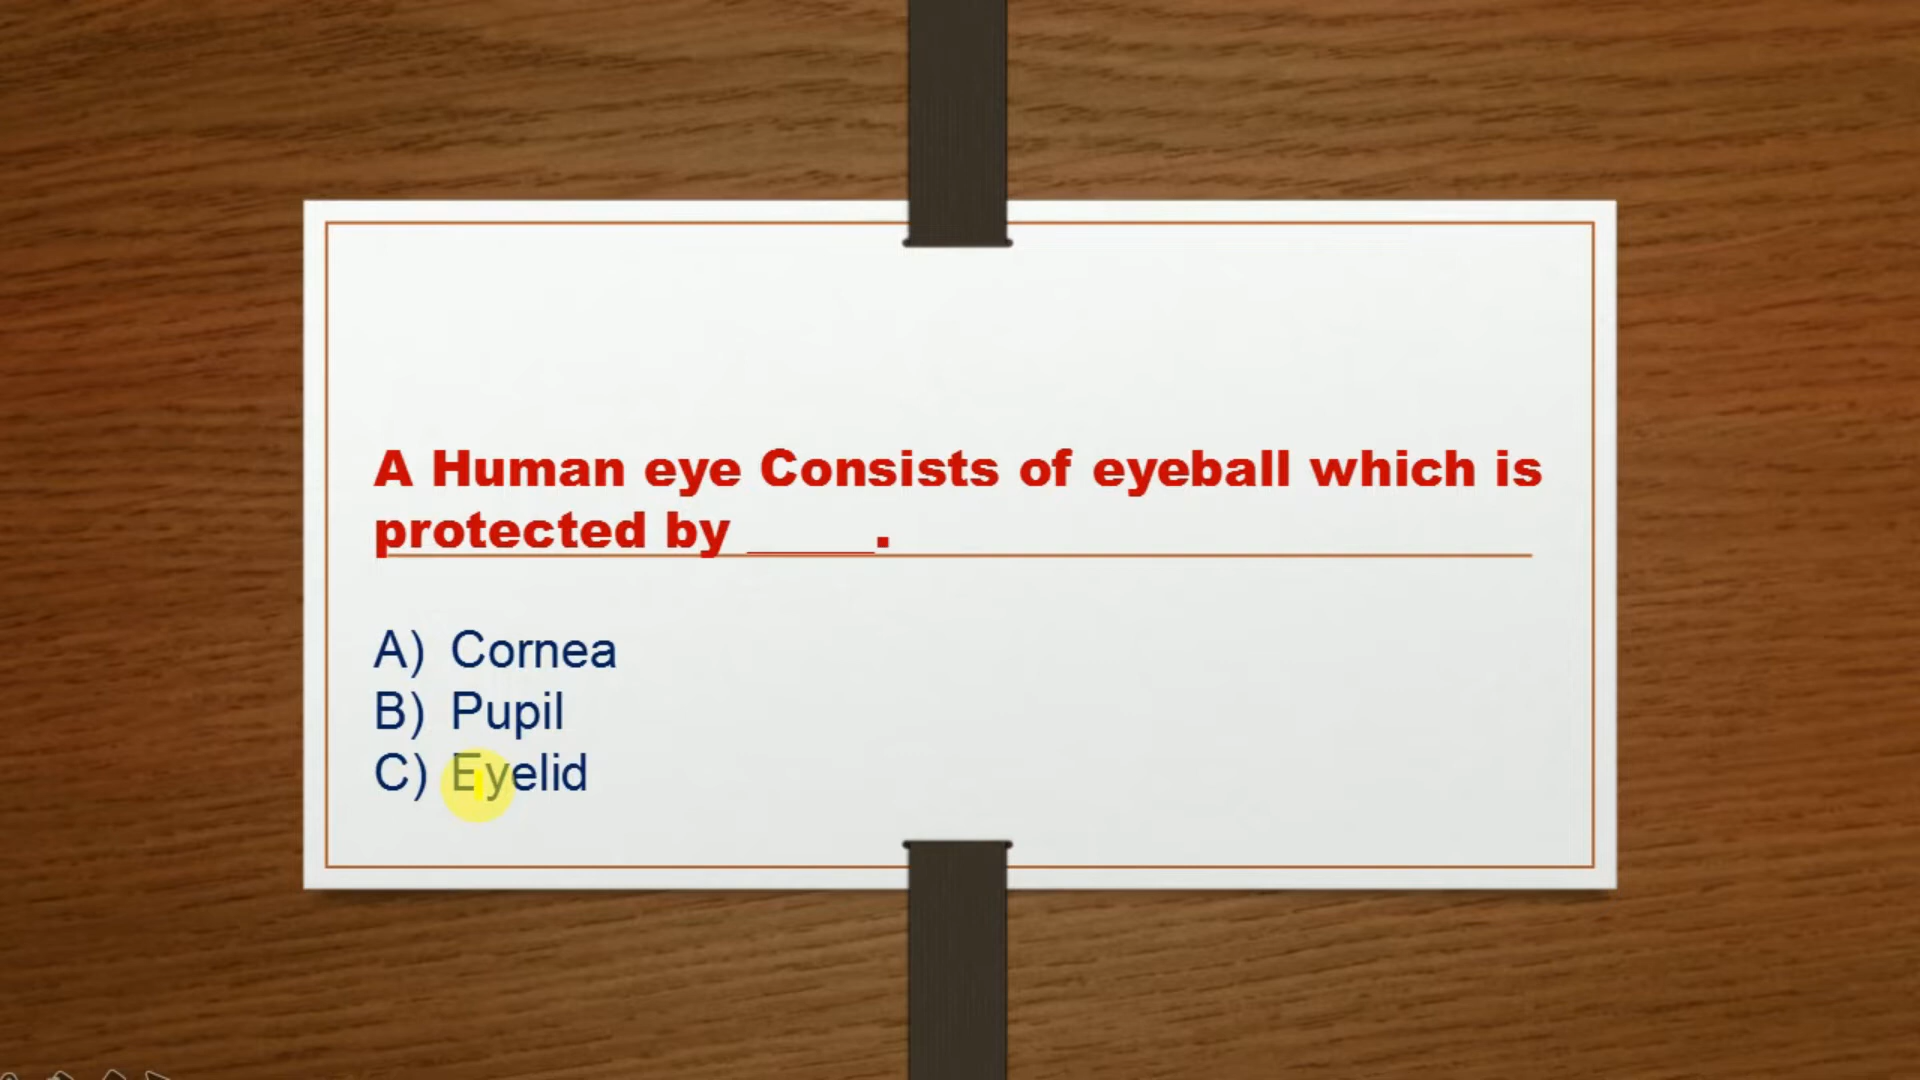 A Human eye Consists of eyeball which is
protected by _____.
A) Cornea
B) Pupil
C) Eyelid